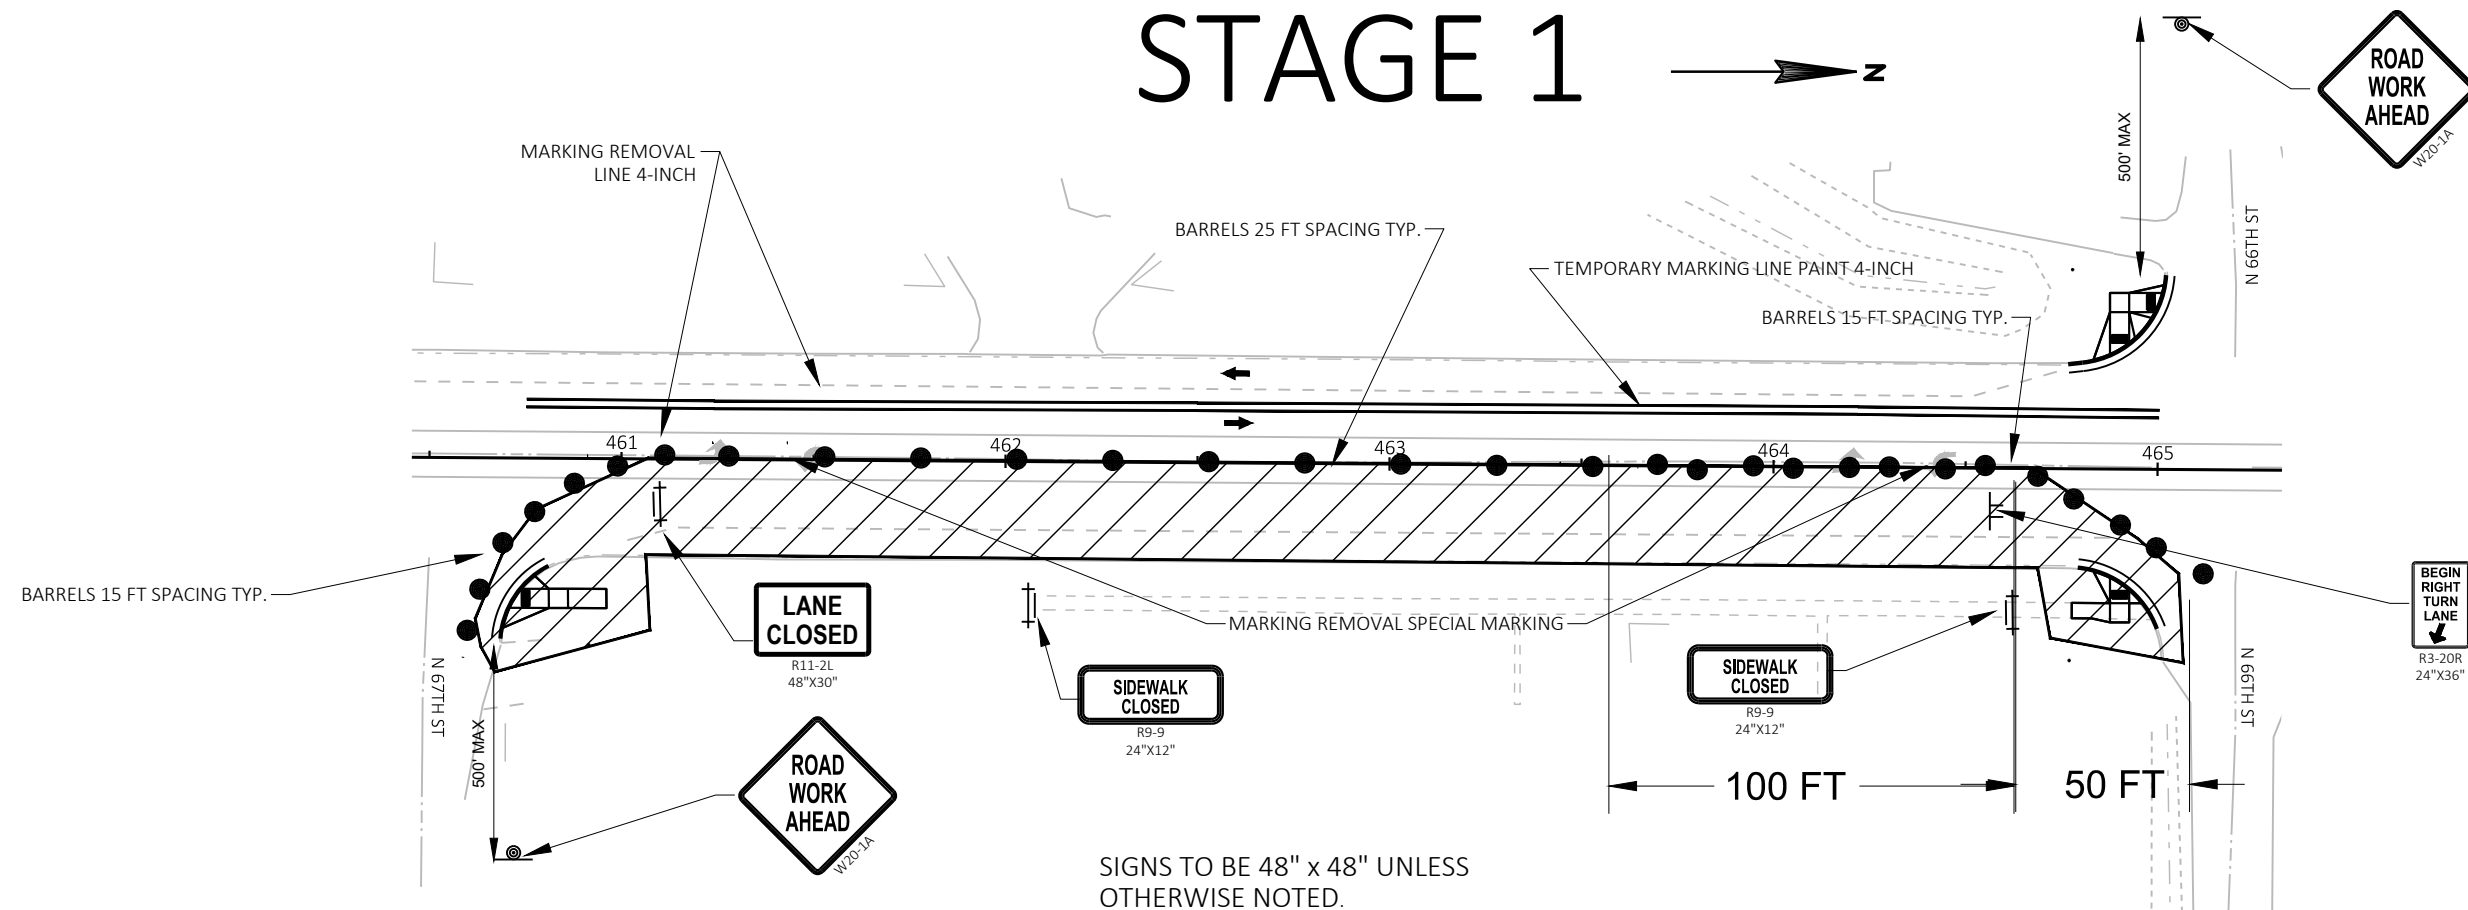 STAGE 1
N
ROAD
WORK
AHEAD
W20-1A
500' MAX
N 66TH ST
MARKING REMOVAL
LINE 4-INCH
BARRELS 25 FT SPACING TYP.
TEMPORARY MARKING LINE PAINT 4-INCH
BARRELS 15 FT SPACING TYP.
461
462
463
464
465
BARRELS 15 FT SPACING TYP.
LANE
CLOSED
R11-2L
48"X30"
MARKING REMOVAL SPECIAL MARKING
SIDEWALK
CLOSED
R9-9
24"X12"
SIDEWALK
CLOSED
R9-9
24"X12"
BEGIN
RIGHT
TURN
LANE
R3-20R
24"X36"
N 67TH ST
N 66TH ST
500' MAX
ROAD
WORK
AHEAD
W20-1A
100 FT
50 FT
SIGNS TO BE 48" x 48" UNLESS
OTHERWISE NOTED.